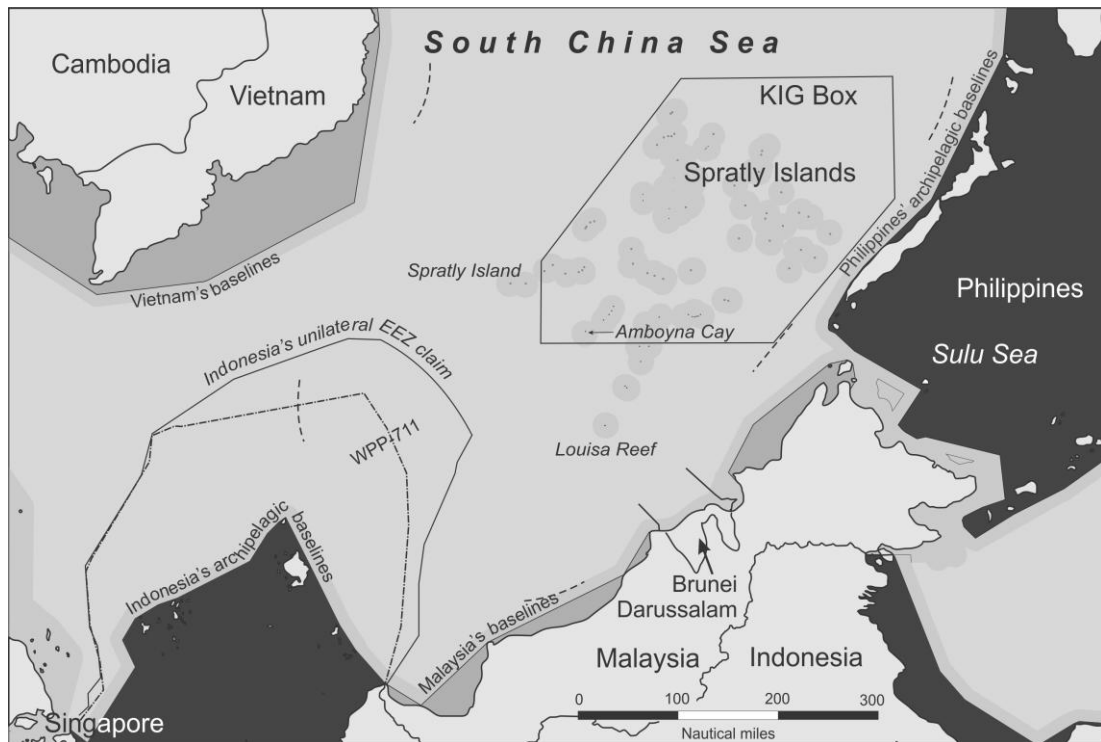 South China Sea
Cambodia
Vietnam
KIG Box
Spratly Islands
Philippines' archipelagic baselines
Spratly Island
Vietnam's baselines
Philippines
Amboyna Cay
Sulu Sea
Indonesia's unilateral EEZ claim
WPP-711
Louisa Reef
Indonesia's archipelagic baselines
Malaysia's baselines
Brunei
Darussalam
Malaysia
Indonesia
0 100 200 300
Nautical miles
Singapore